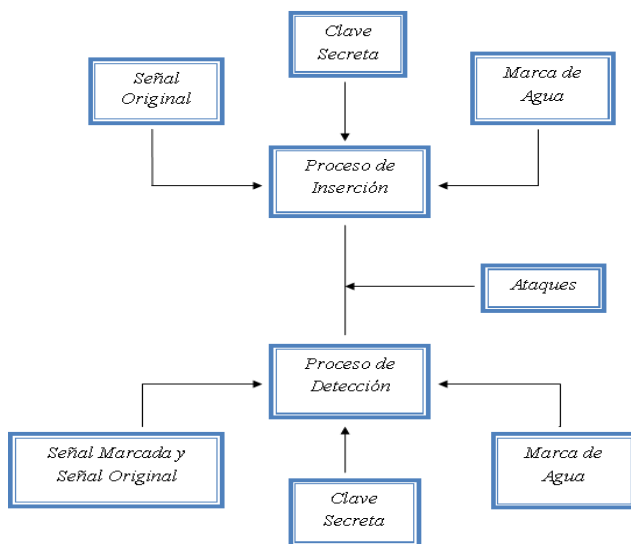 Clave
Secreta
Señal
Original
Marca de
Agua
Proceso de
Inserción
Ataques
Proceso de
Detección
Señal Marcada y
Señal Original
Marca de
Agua
Clave
Secreta